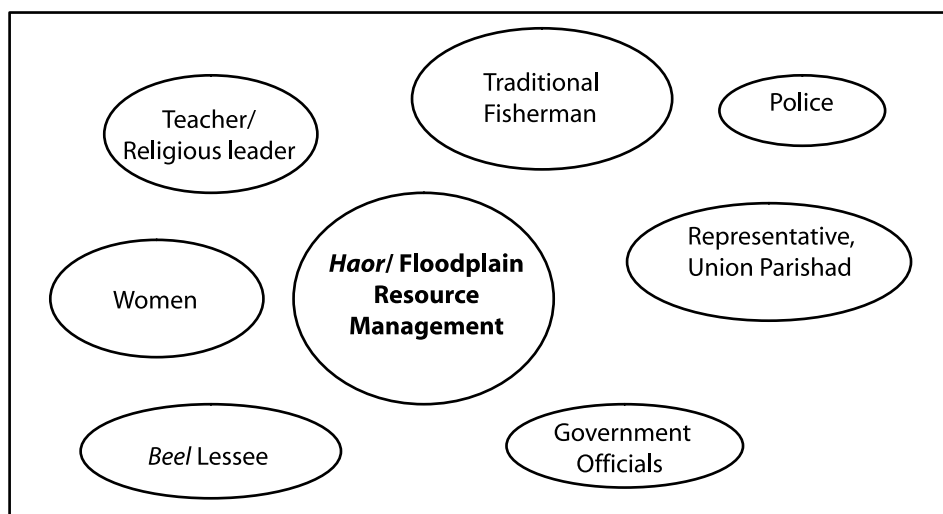 Traditional
Fisherman
Police
Teacher/
Religious leader
Representative,
Union Parishad
Haor/ Floodplain
Resource
Management
Women
Beel Lessee
Government
Officials